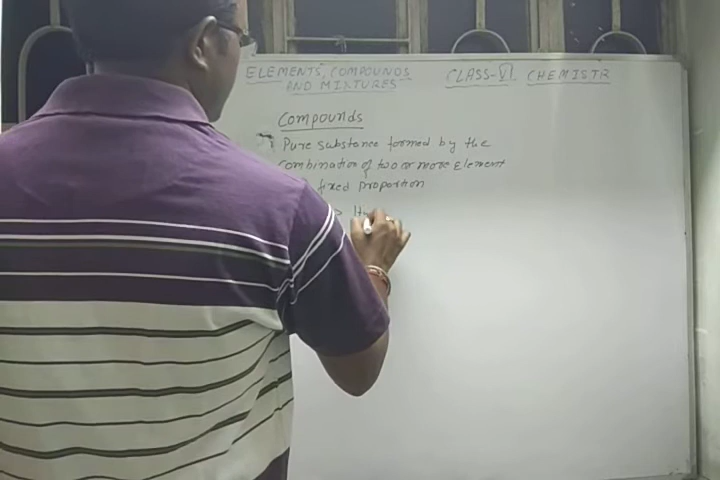 ELEMENTS, COMPOUNDS
AND MIXTURES
CLASS-VI CHEMISTR
Compounds
Pure substance formed by the
combination of two or more Element
fixed proportion